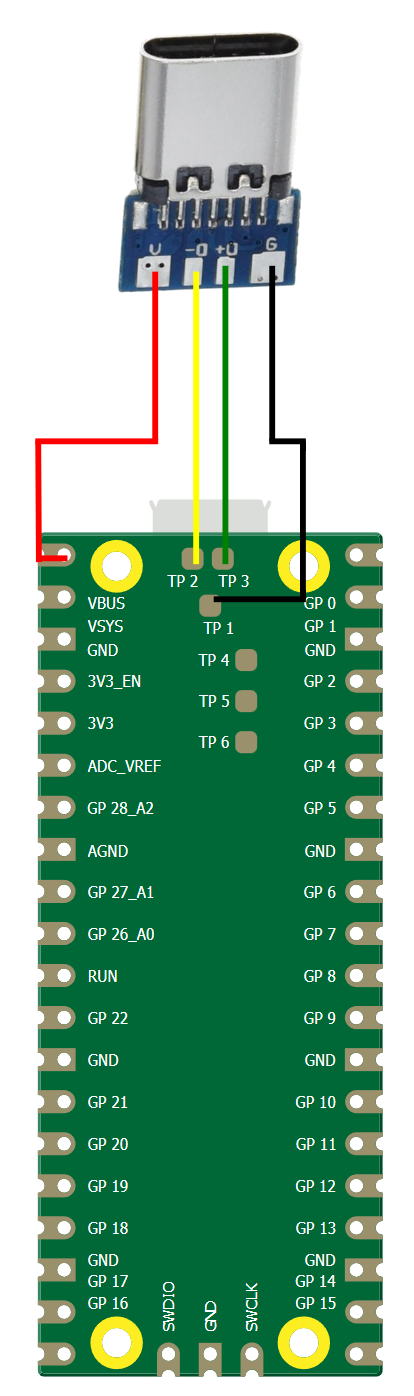 V -D +D G
TP 2 TP 3
VBUS GP 0
TP 1
VSYS GP 1
GND GND
TP 4
3V3_EN GP 2
TP 5
3V3 GP 3
TP 6
ADC_VREF GP 4
GP 28_A2 GP 5
AGND GND
GP 27_A1 GP 6
GP 26_A0 GP 7
RUN GP 8
GP 22 GP 9
GND GND
GP 21 GP 10
GP 20 GP 11
GP 19 GP 12
GP 18 GP 13
GND GND
GP 17 GP 14
GP 16 GP 15
SWDIO
GND
SWCLK